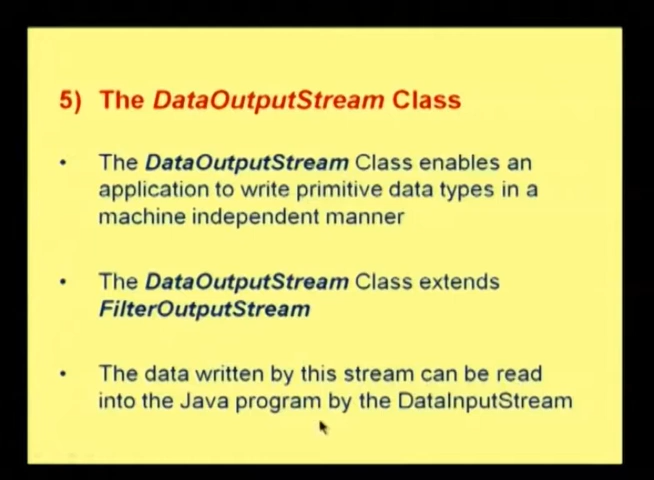 5) The DataOutputStream Class
• The DataOutputStream Class enables an
application to write primitive data types in a
machine independent manner
• The DataOutputStream Class extends
FilterOutputStream
• The data written by this stream can be read
into the Java program by the DataInputStream